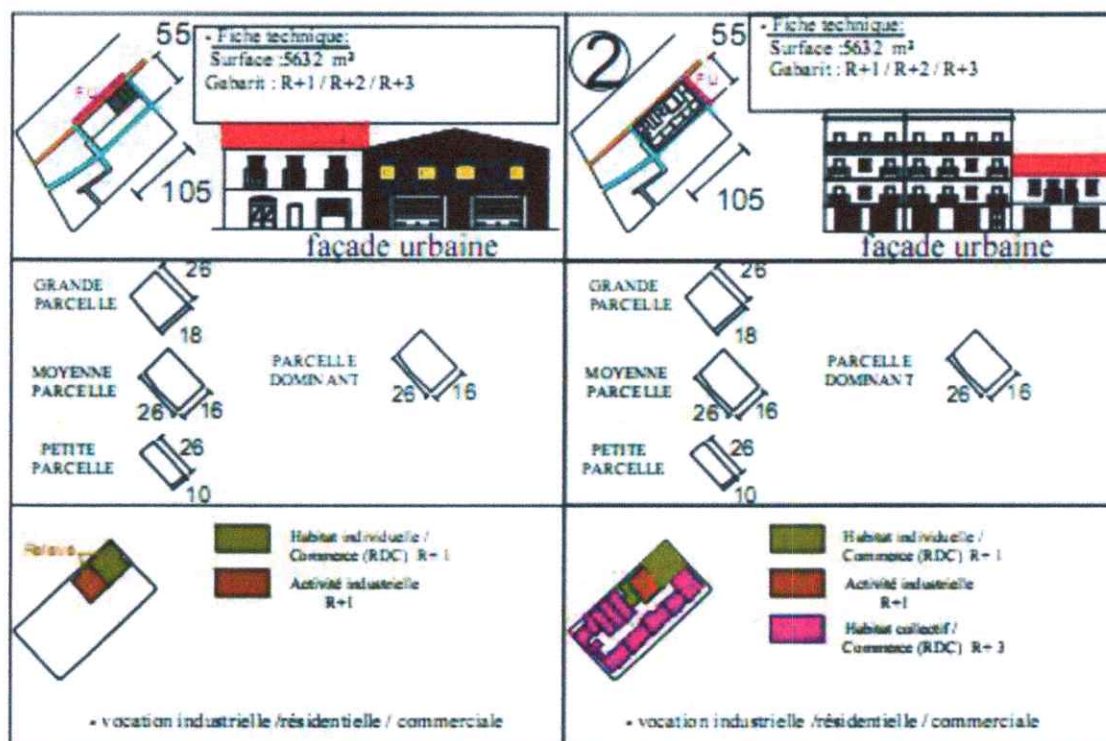 55
- Fiche technique:
Surface :5632 m²
Gabarit : R+1 / R+2 / R+3
FU
105
façade urbaine
2
55
- Fiche technique:
Surface :5632 m²
Gabarit : R+1 / R+2 / R+3
FU
105
façade urbaine
GRANDE
PARCELLE
26
18
MOYENNE
PARCELLE
26
16
PETITE
PARCELLE
26
10
PARCELLE
DOMINANT
26
16
GRANDE
PARCELLE
26
18
MOYENNE
PARCELLE
26
16
PETITE
PARCELLE
26
10
PARCELLE
DOMINANT
26
16
Releve
Habitat individuelle /
Commerce (RDC) R+ 1
Activité industrielle
R+1
- vocation industrielle /résidentielle / commerciale
Habitat individuelle /
Commerce (RDC) R+ 1
Activité industrielle
R+1
Habitat collectif /
Commerce (RDC) R+ 3
- vocation industrielle /résidentielle / commerciale